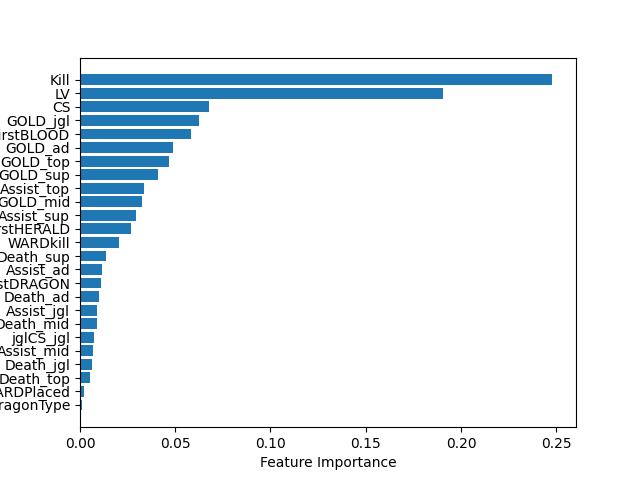 Kill
LV
CS
GOLD_jgl
irstBLOOD
GOLD_ad
GOLD_top
GOLD_sup
Assist_top
GOLD_mid
Assist_sup
rstHERALD
WARDkill
Death_sup
Assist_ad
stDRAGON
Death_ad
Assist_jgl
Death_mid
jglCS_jgl
Assist_mid
Death_jgl
Death_top
ARDPlaced
ragonType
0.00 0.05 0.10 0.15 0.20 0.25
Feature Importance